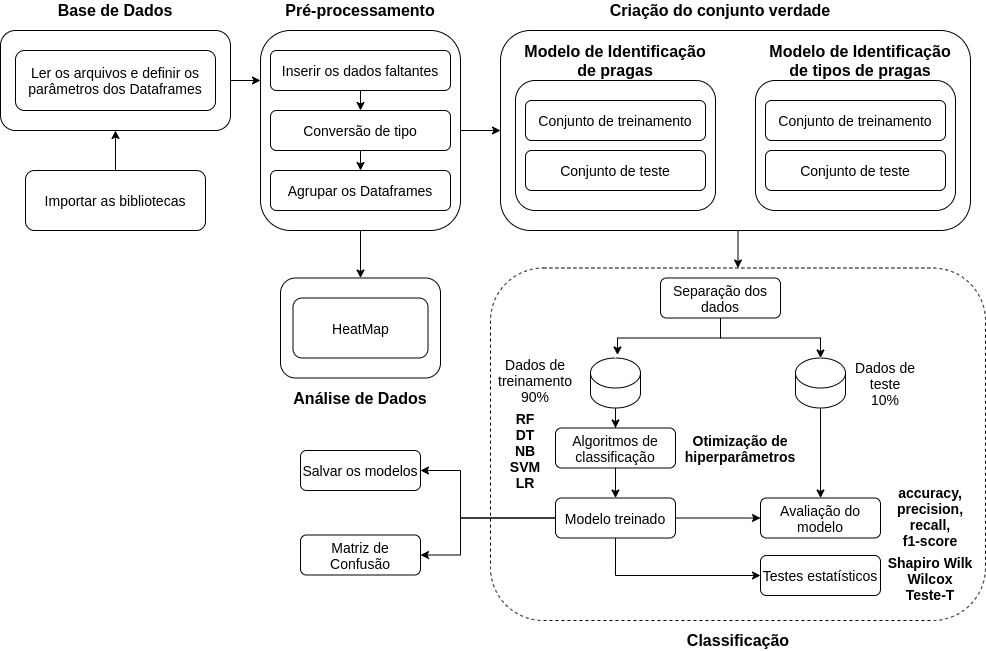 Base de Dados
Ler os arquivos e definir os
parâmetros dos Dataframes
Importar as bibliotecas
Pré-processamento
Inserir os dados faltantes
Conversão de tipo
Agrupar os Dataframes
Criação do conjunto verdade
Modelo de Identificação
de pragas
Conjunto de treinamento
Conjunto de teste
Modelo de Identificação
de tipos de pragas
Conjunto de treinamento
Conjunto de teste
HeatMap
Análise de Dados
Separação dos
dados
Dados de
treinamento
90%
Dados de
teste
10%
RF
DT
NB
SVM
LR
Algoritmos de
classificação
Otimização de
hiperparâmetros
Salvar os modelos
Matriz de
Confusão
Modelo treinado
Avaliação do
modelo
accuracy,
precision,
recall,
f1-score
Testes estatísticos
Shapiro Wilk
Wilcox
Teste-T
Classificação